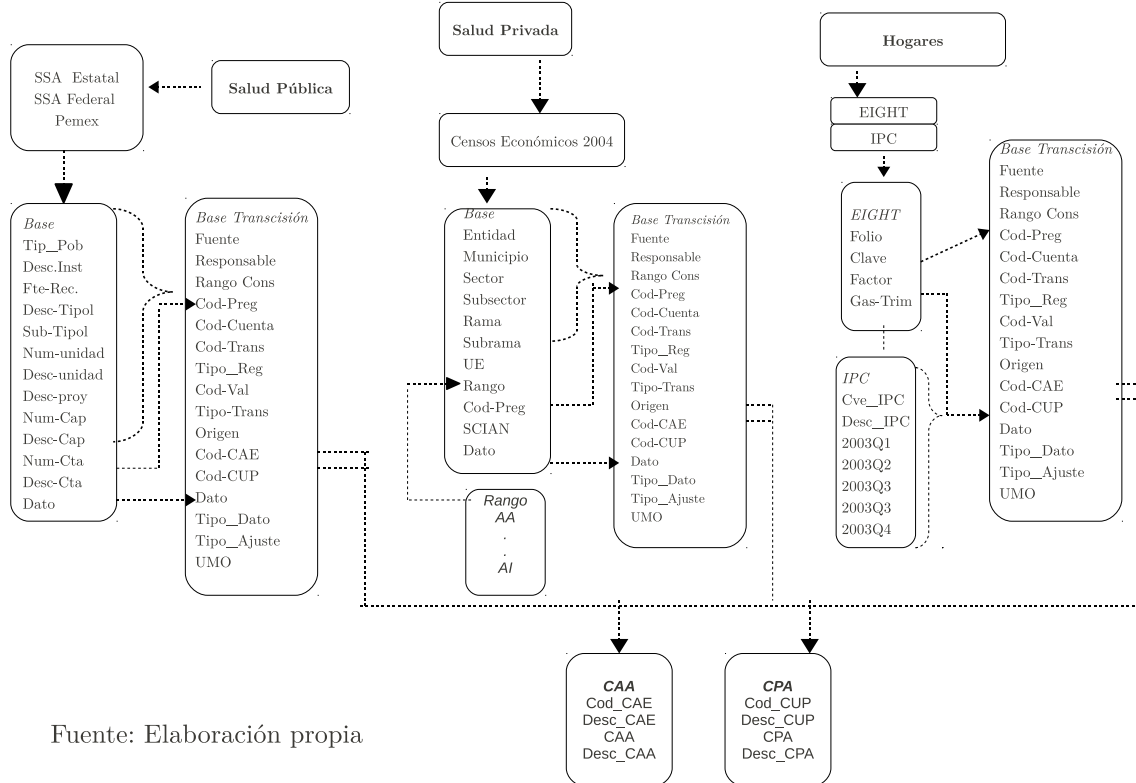 Salud Pública
SSA Estatal
SSA Federal
Pemex
Base
Tip_Pob
Desc.Inst
Fte-Rec.
Desc-Tipol
Sub-Tipol
Num-unidad
Desc-unidad
Desc-proy
Num-Cap
Desc-Cap
Num-Cta
Desc-Cta
Dato
Base Transcisión
Fuente
Responsable
Rango Cons
Cod-Preg
Cod-Cuenta
Cod-Trans
Tipo_Reg
Cod-Val
Tipo-Trans
Origen
Cod-CAE
Cod-CUP
Dato
Tipo_Dato
Tipo_Ajuste
UMO
Salud Privada
Censos Económicos 2004
Base
Entidad
Municipio
Sector
Subsector
Rama
Subrama
UE
Rango
Cod-Preg
SCIAN
Dato
Rango
AA
.
.
AI
Base Transcisión
Fuente
Responsable
Rango Cons
Cod-Preg
Cod-Cuenta
Cod-Trans
Tipo_Reg
Cod-Val
Tipo-Trans
Origen
Cod-CAE
Cod-CUP
Dato
Tipo_Dato
Tipo_Ajuste
UMO
Hogares
EIGHT
IPC
EIGHT
Folio
Clave
Factor
Gas-Trim
IPC
Cve_IPC
Desc_IPC
2003Q1
2003Q2
2003Q3
2003Q3
2003Q4
Base Transcisión
Fuente
Responsable
Rango Cons
Cod-Preg
Cod-Cuenta
Cod-Trans
Tipo_Reg
Cod-Val
Tipo-Trans
Origen
Cod-CAE
Cod-CUP
Dato
Tipo_Dato
Tipo_Ajuste
UMO
CAA
Cod_CAE
Desc_CAE
CAA
Desc_CAA
CPA
Cod_CUP
Desc_CUP
CPA
Desc_CPA
Fuente: Elaboración propia